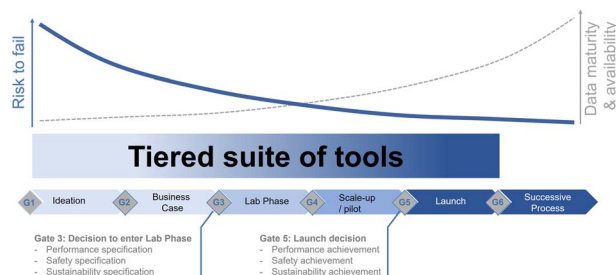 Risk to fail
Data maturity
& availability
Tiered suite of tools
G1
Ideation
G2
Business
Case
G3
Lab Phase
G4
Scale-up
/ pilot
G5
Launch
G6
Successive
Process
Gate 3: Decision to enter Lab Phase
- Performance specification
- Safety specification
- Sustainability specification
Gate 5: Launch decision
- Performance achievement
- Safety achievement
- Sustainability achievement